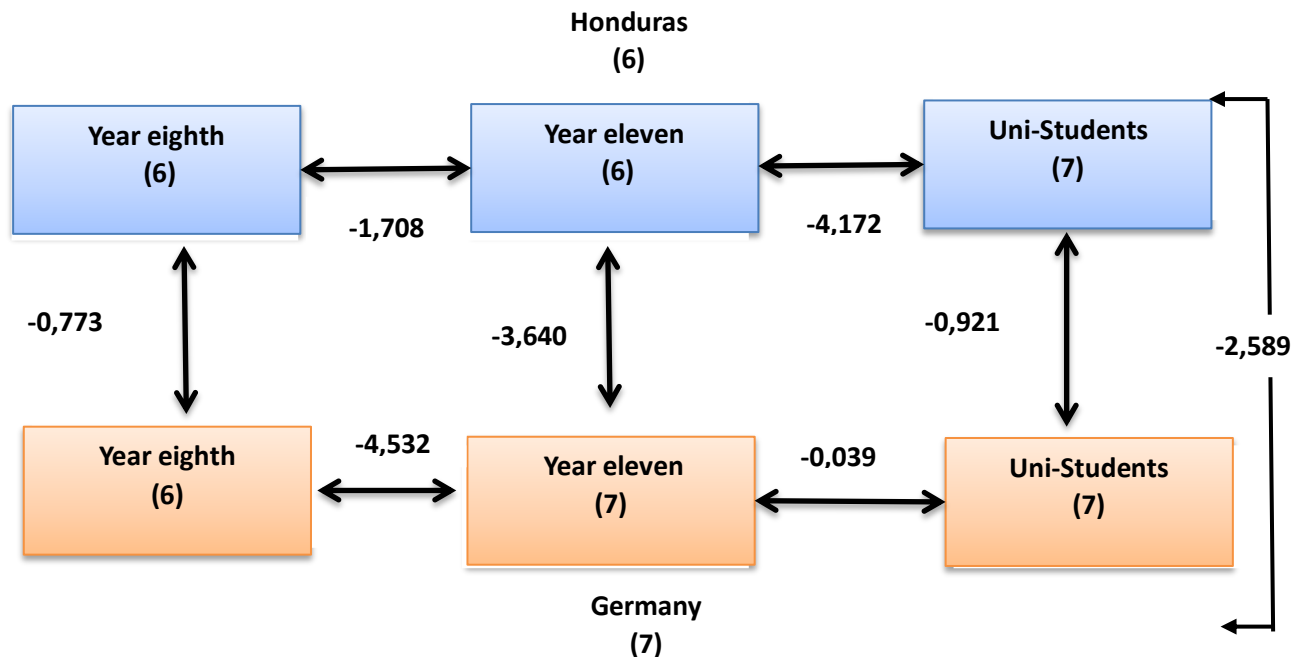 Honduras
(6)
Year eighth
(6)
Year eleven
(6)
Uni-Students
(7)
-1,708
-4,172
-0,773
-3,640
-0,921
-2,589
Year eighth
(6)
-4,532
Year eleven
(7)
-0,039
Uni-Students
(7)
Germany
(7)